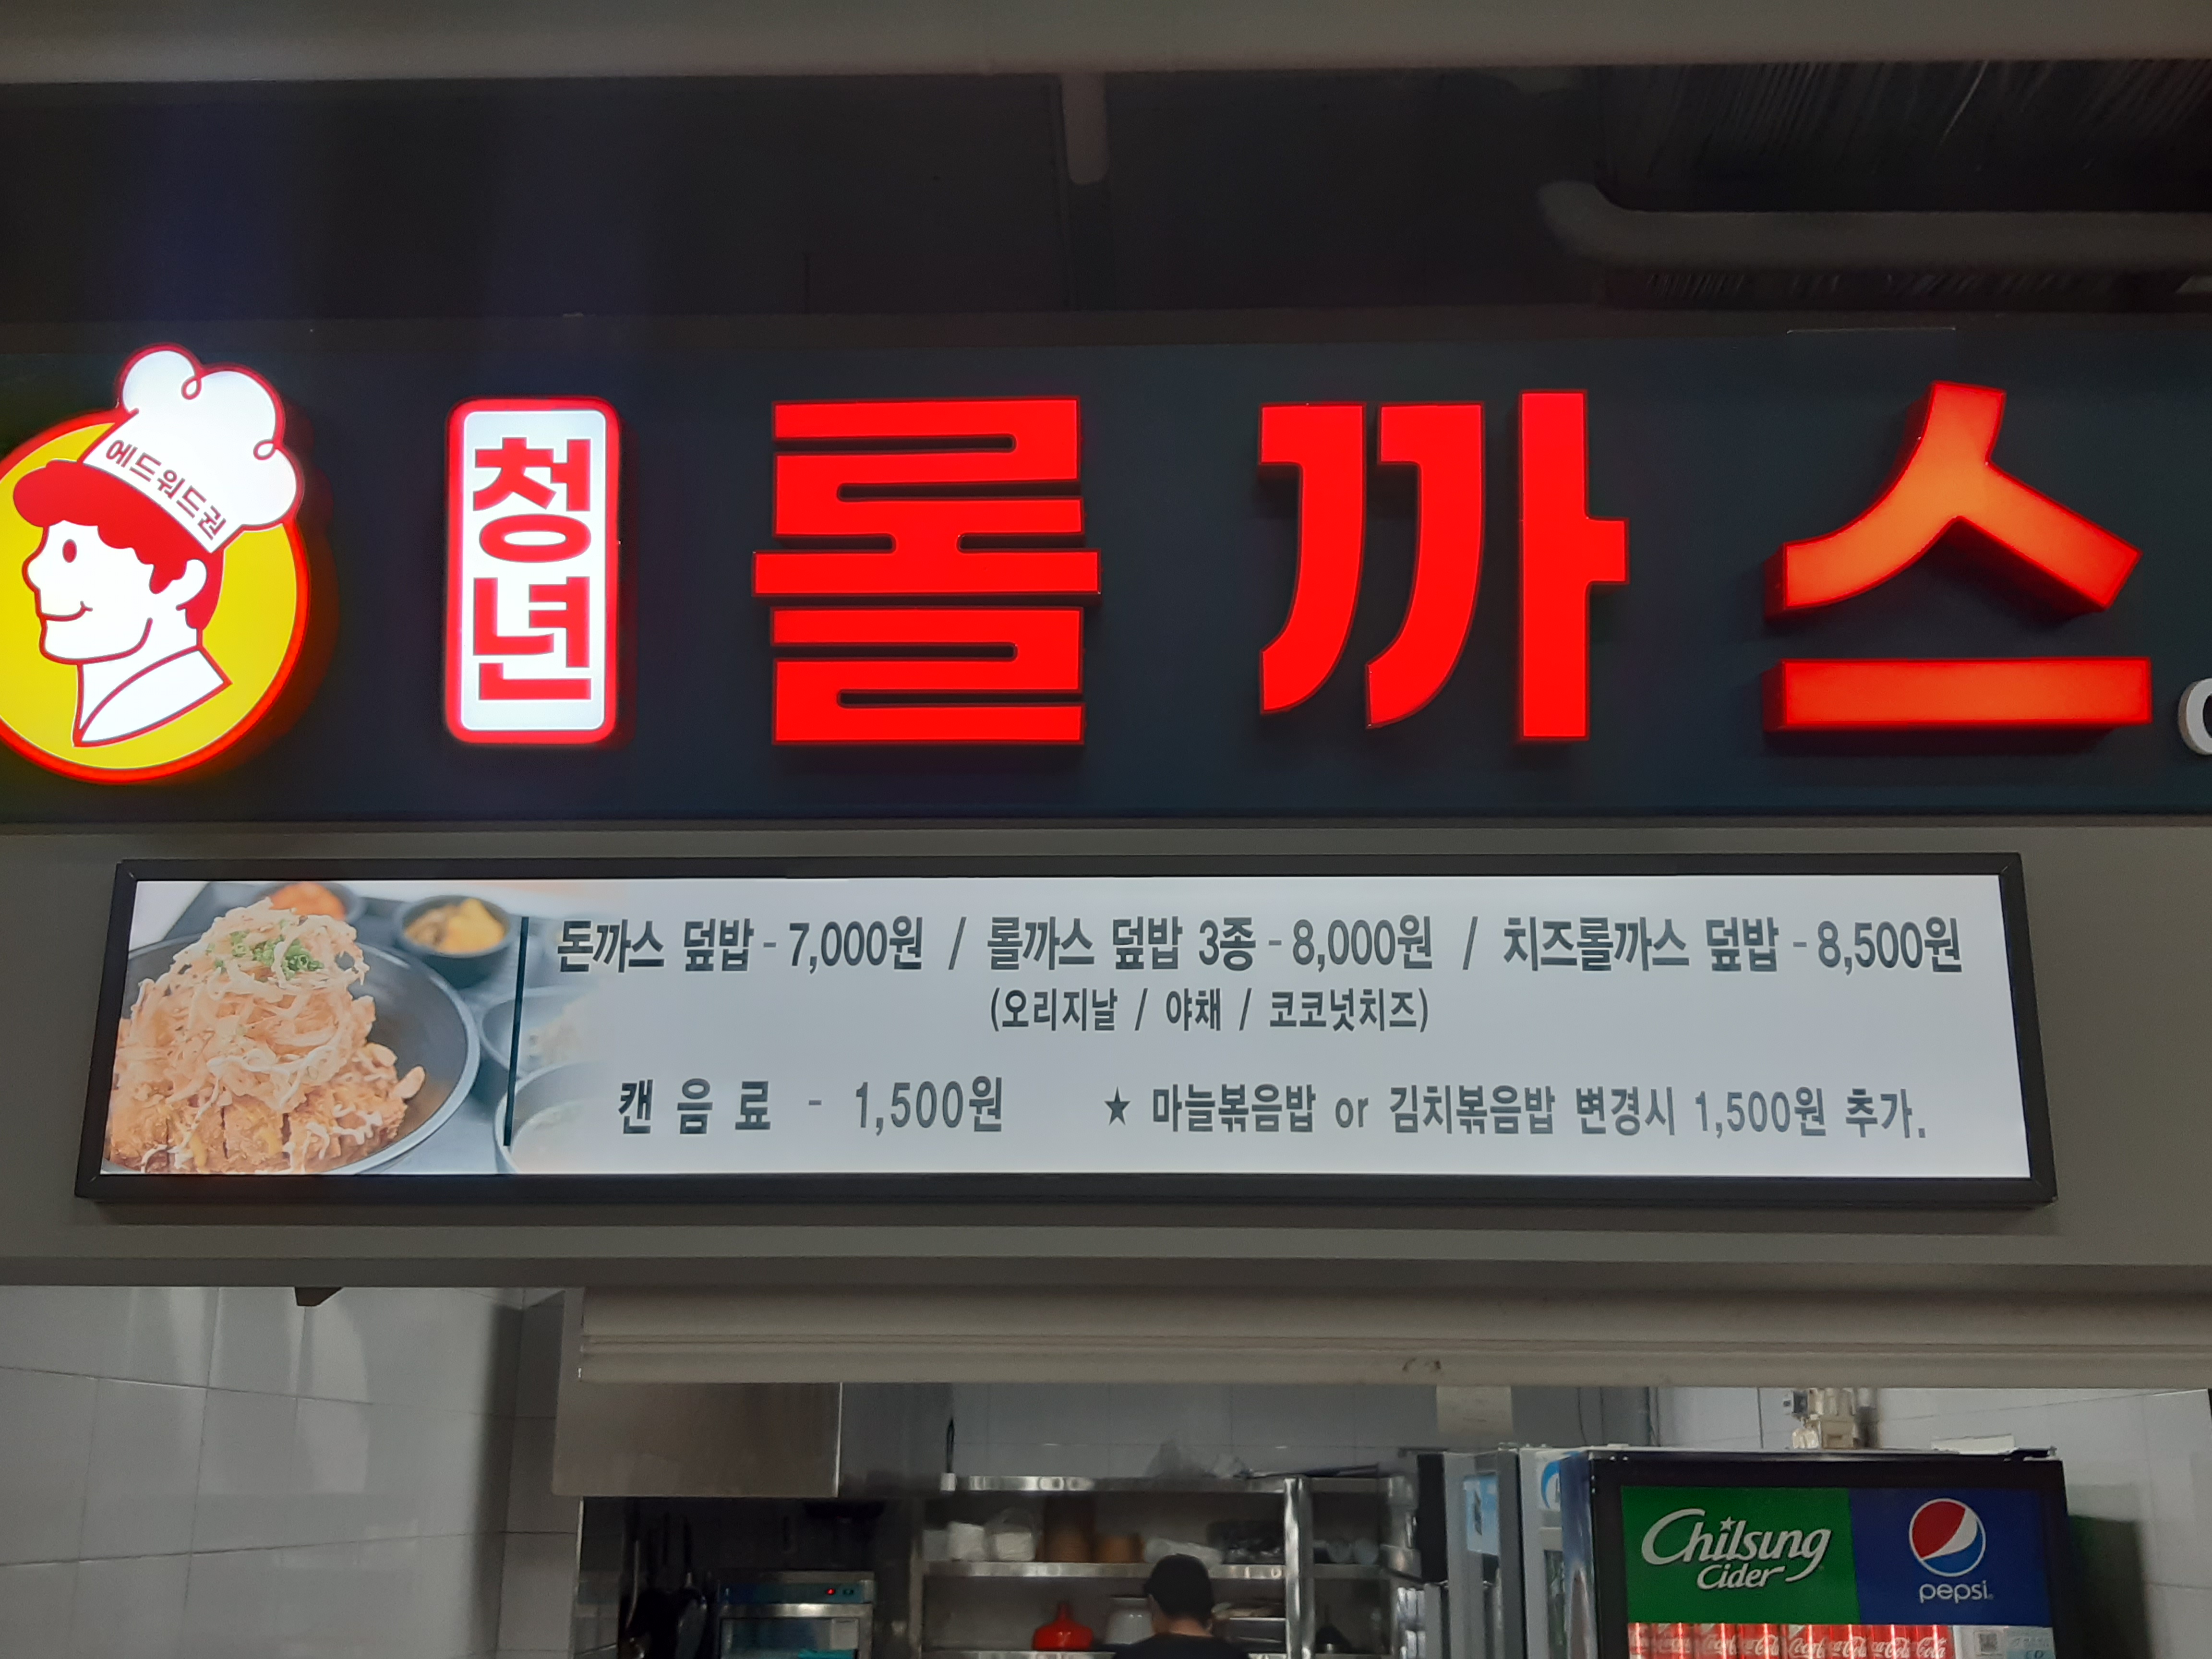 에드워드권
청년
롤까스
돈까스 덮밥 - 7,000원 / 롤까스 덮밥 3종 - 8,000원 / 치즈롤까스 덮밥 - 8,500원
(오리지날 / 야채 / 코코넛치즈)
캔 음 료 - 1,500원 ★ 마늘볶음밥 or 김치볶음밥 변경시 1,500원 추가.
Chilsung
Cider
pepsi